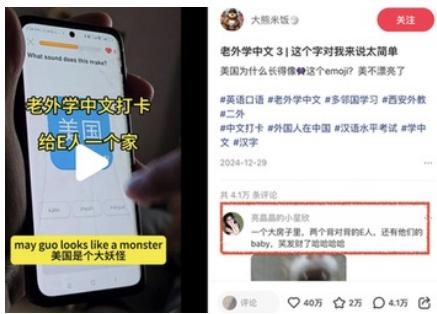 What sound does this make?
老外学中文打卡
美国
给E人一个家
may guo looks like a monster
美国是个大妖怪
大熊米饭
关注
老外学中文 3 | 这个字对我来说太简单
美国为什么长得像👾这个emoji? 美不漂亮了
#英语口语 #老外学中文 #多邻国学习 #西安外教
#二外
#中文打卡 #外国人在中国 #汉语水平考试 #学中
文 #汉字
2024-12-29
共 4.1万 条评论
亮晶晶的小星欣
一个大房子里，两个背对背的E人，还有他们的
baby，笑发财了哈哈哈哈
评论
40万
2万
4.1万